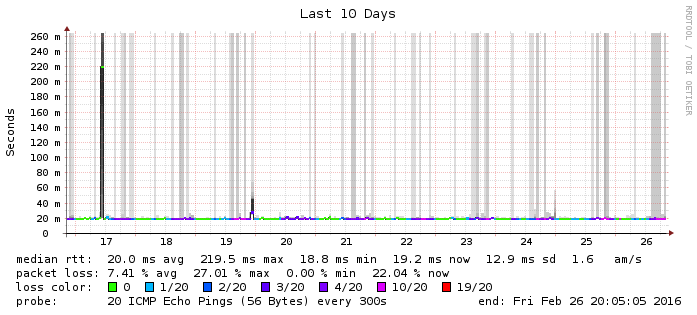 Last 10 Days
RRDTOOL / TOBI OETIKER
Seconds
260 m
240 m
220 m
200 m
180 m
160 m
140 m
120 m
100 m
80 m
60 m
40 m
20 m
0
17 18 19 20 21 22 23 24 25 26
median rtt: 20.0 ms avg 219.5 ms max 18.8 ms min 19.2 ms now 12.9 ms sd 1.6 am/s
packet loss: 7.41 % avg 27.01 % max 0.00 % min 22.04 % now
loss color: 0 1/20 2/20 3/20 4/20 10/20 19/20
probe: 20 ICMP Echo Pings (56 Bytes) every 300s end: Fri Feb 26 20:05:05 2016